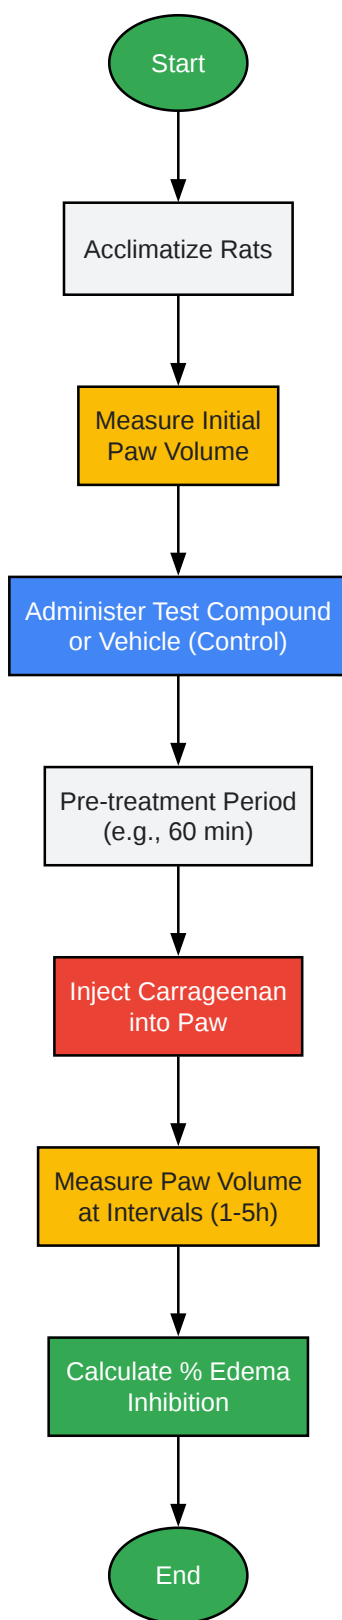 Start
Acclimatize Rats
Measure Initial
Paw Volume
Administer Test Compound
or Vehicle (Control)
Pre-treatment Period
(e.g., 60 min)
Inject Carrageenan
into Paw
Measure Paw Volume
at Intervals (1-5h)
Calculate % Edema
Inhibition
End